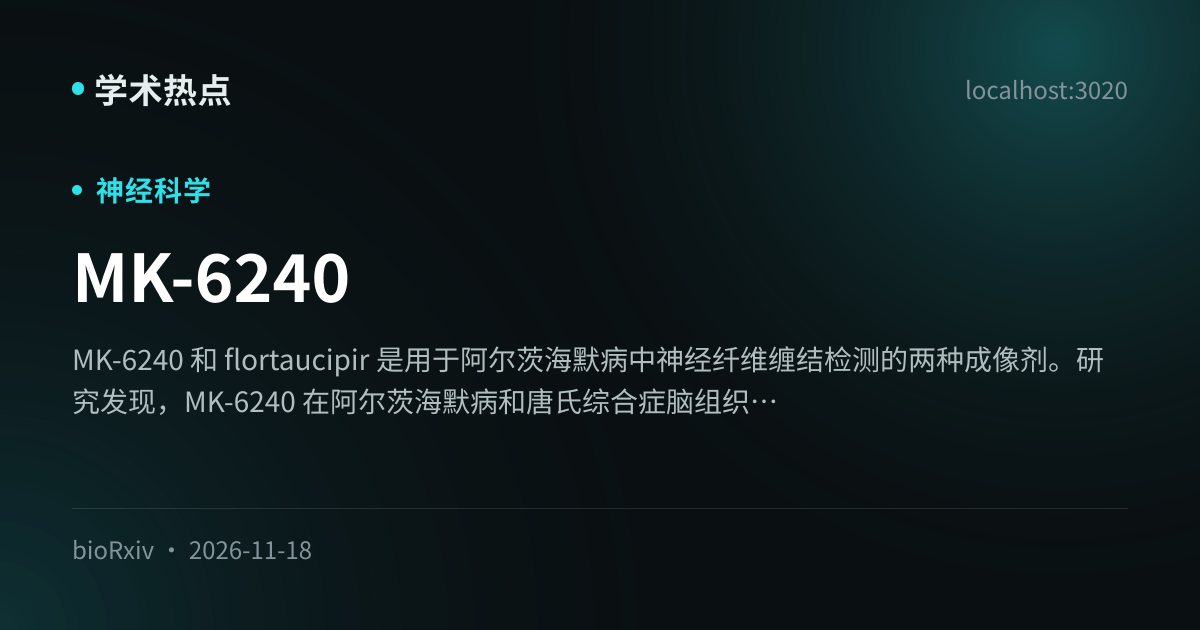 学术热点
localhost:3020
神经科学
MK-6240
MK-6240 和 flortaucipir 是用于阿尔茨海默病中神经纤维缠结检测的两种成像剂。研
究发现，MK-6240 在阿尔茨海默病和唐氏综合症脑组织…
bioRxiv · 2026-11-18